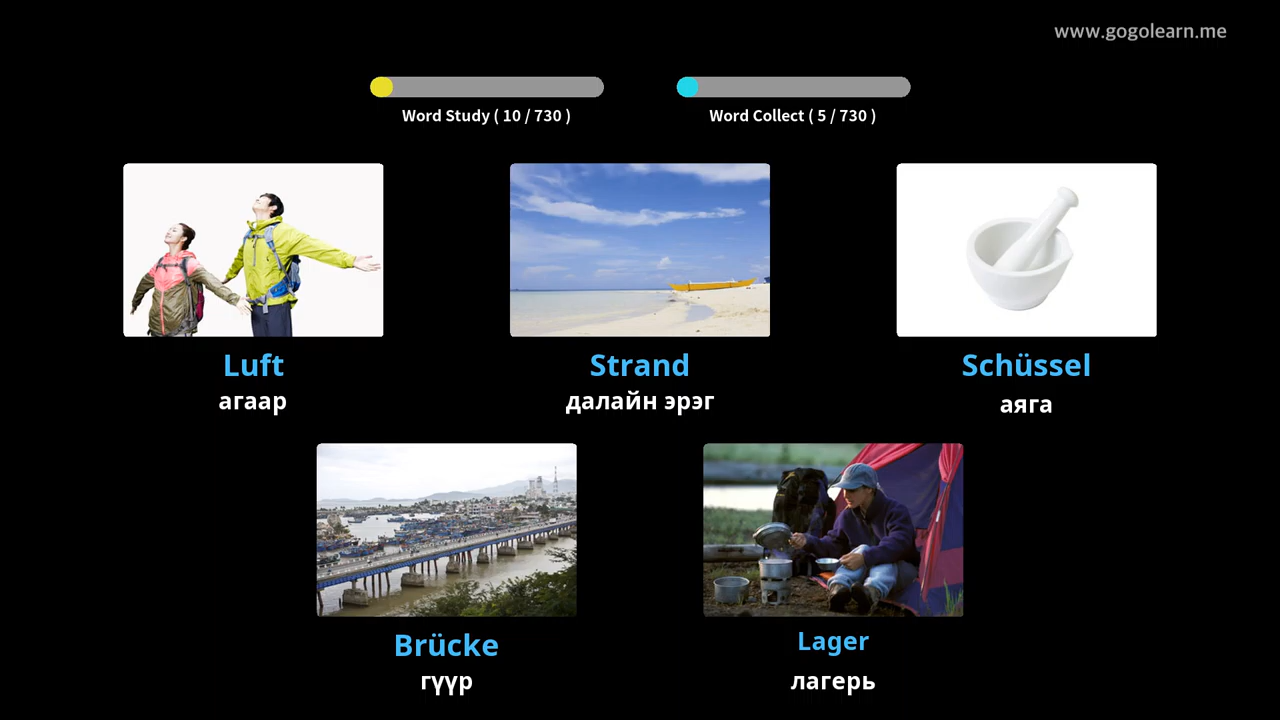 www.gogolearn.me
Word Study ( 10 / 730 )
Word Collect ( 5 / 730 )
Luft
агаар
Strand
далайн эрэг
Schüssel
аяга
Brücke
гүүр
Lager
лагерь